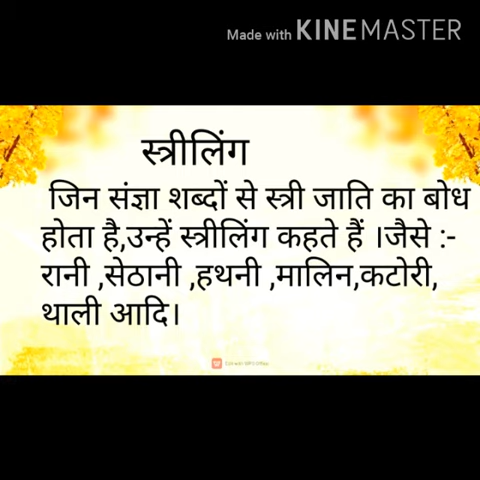 Made with KINEMASTER
स्त्रीलिंग
जिन संज्ञा शब्दों से स्त्री जाति का बोध
होता है,उन्हें स्त्रीलिंग कहते हैं ।जैसे :-
रानी ,सेठानी ,हथनी ,मालिन,कटोरी,
थाली आदि।